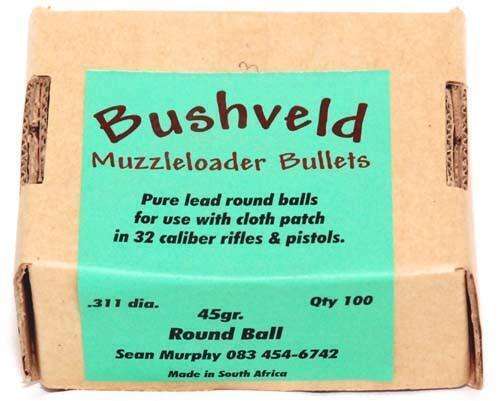 Bushveld
Muzzleloader Bullets
Pure lead round balls
for use with cloth patch
in 32 caliber rifles & pistols.
.311 dia.
45gr.
Qty 100
Round Ball
Sean Murphy 083 454-6742
Made in South Africa